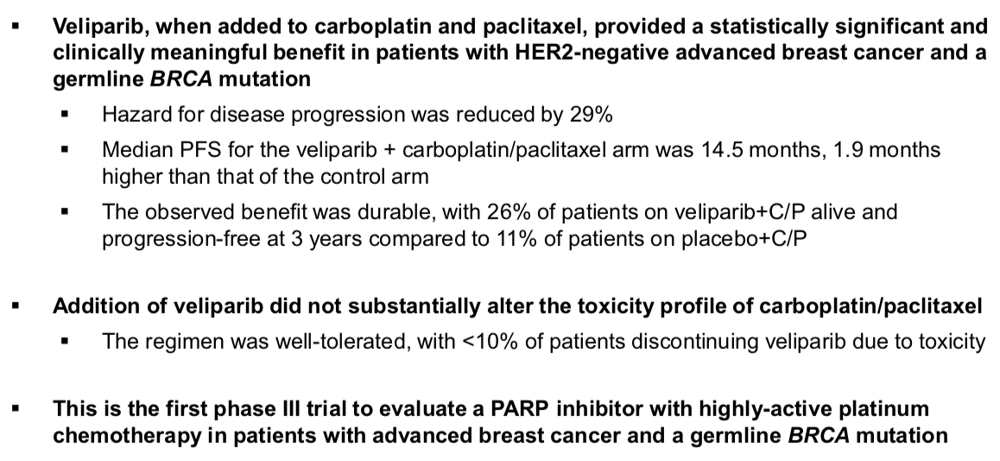 ▪ Veliparib, when added to carboplatin and paclitaxel, provided a statistically significant and
clinically meaningful benefit in patients with HER2-negative advanced breast cancer and a
germline BRCA mutation
▪ Hazard for disease progression was reduced by 29%
▪ Median PFS for the veliparib + carboplatin/paclitaxel arm was 14.5 months, 1.9 months
higher than that of the control arm
▪ The observed benefit was durable, with 26% of patients on veliparib+C/P alive and
progression-free at 3 years compared to 11% of patients on placebo+C/P
▪ Addition of veliparib did not substantially alter the toxicity profile of carboplatin/paclitaxel
▪ The regimen was well-tolerated, with <10% of patients discontinuing veliparib due to toxicity
▪ This is the first phase III trial to evaluate a PARP inhibitor with highly-active platinum
chemotherapy in patients with advanced breast cancer and a germline BRCA mutation